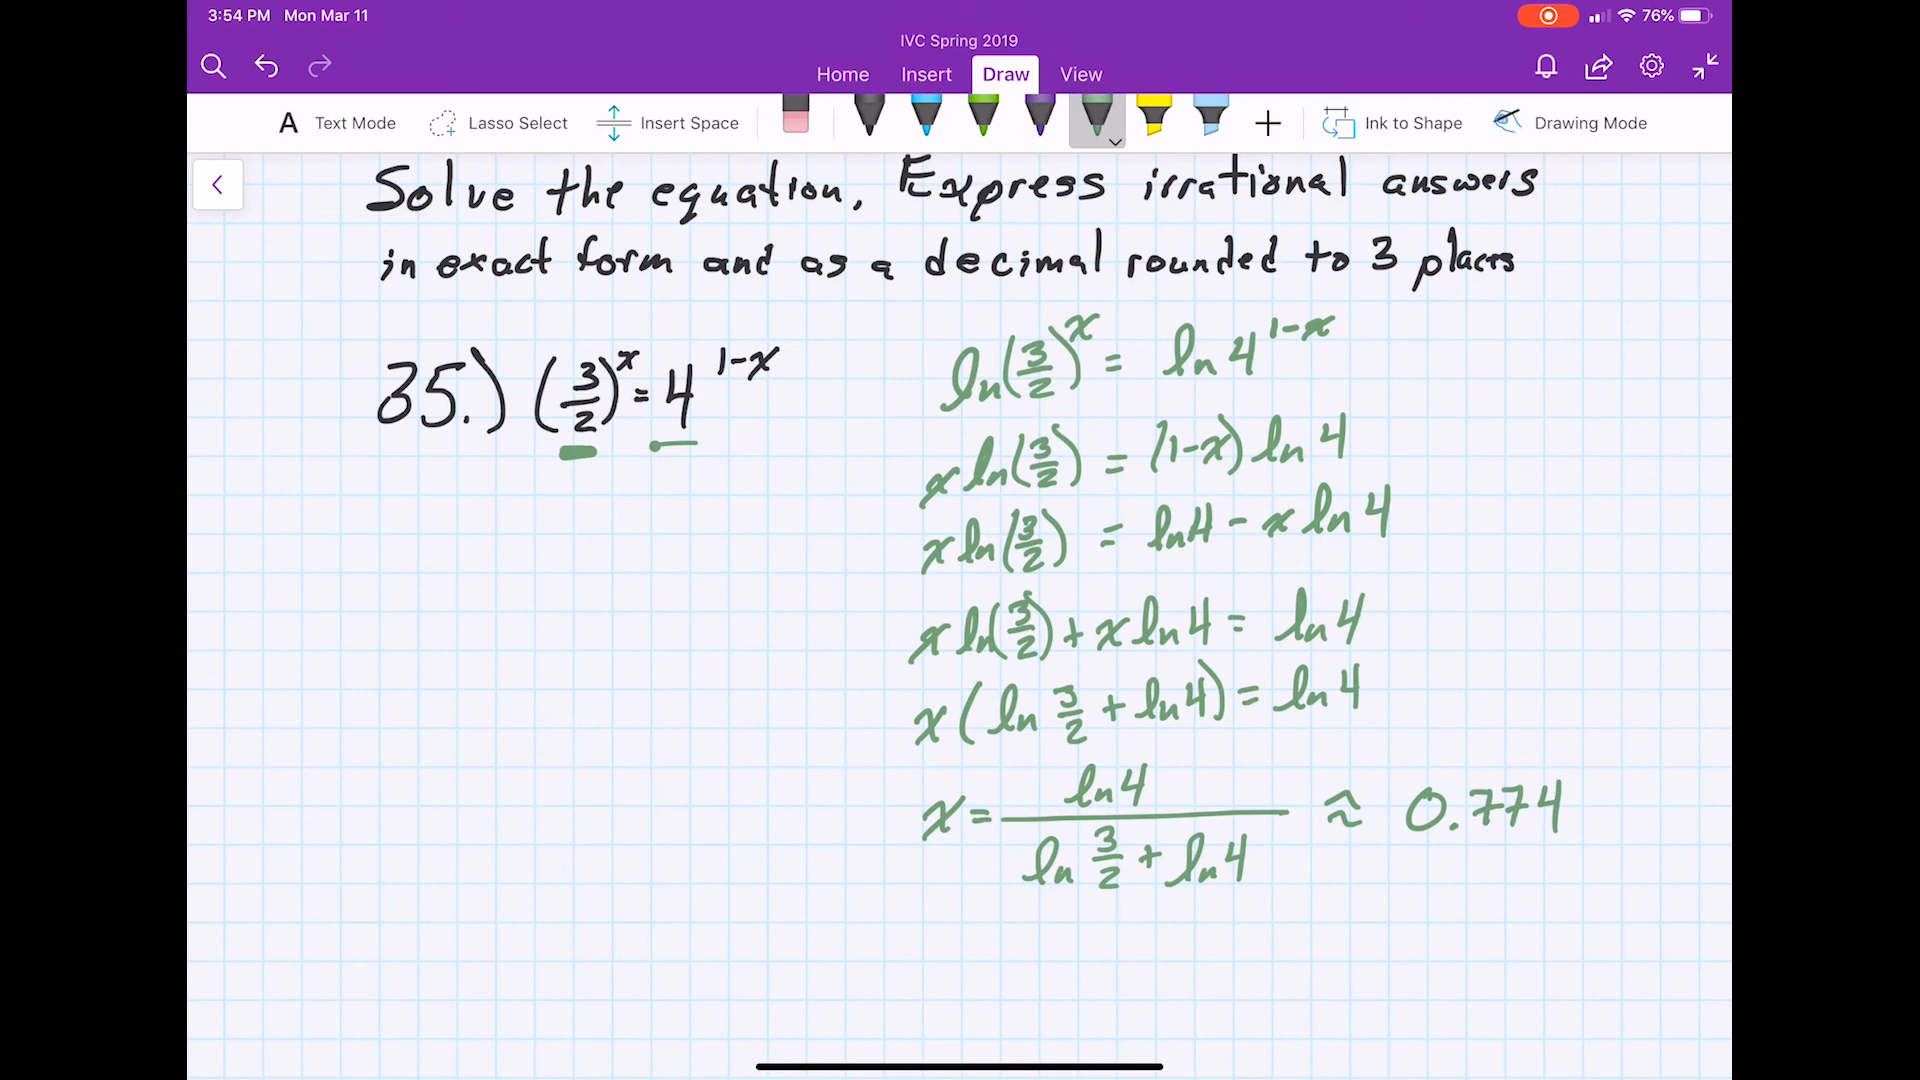 3:54 PM Mon Mar 11
76%
IVC Spring 2019
Home Insert Draw View
A Text Mode Lasso Select Insert Space Ink to Shape Drawing Mode
Solve the equation. Express irrational answers
in exact form and as a decimal rounded to 3 places
35.) (3/2)^x = 4^(1-x)
ln(3/2)^x = ln 4^(1-x)
x ln(3/2) = (1-x) ln 4
x ln(3/2) = ln 4 - x ln 4
x ln(3/2) + x ln 4 = ln 4
x ( ln 3/2 + ln 4) = ln 4
x = ln 4 / (ln 3/2 + ln 4) ≈ 0.774